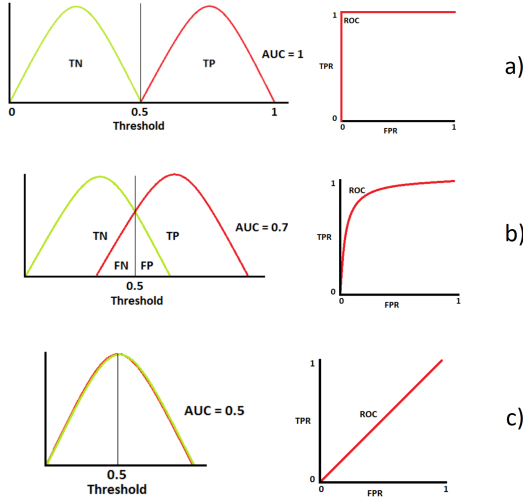 TN
TP
AUC = 1
0
0.5
1
Threshold
1
ROC
TPR
0
0
FPR
1
a)
TN
FN
FP
TP
AUC = 0.7
0.5
Threshold
1
ROC
TPR
0
0
FPR
1
b)
AUC = 0.5
0.5
Threshold
1
TPR
ROC
0
0
FPR
1
c)